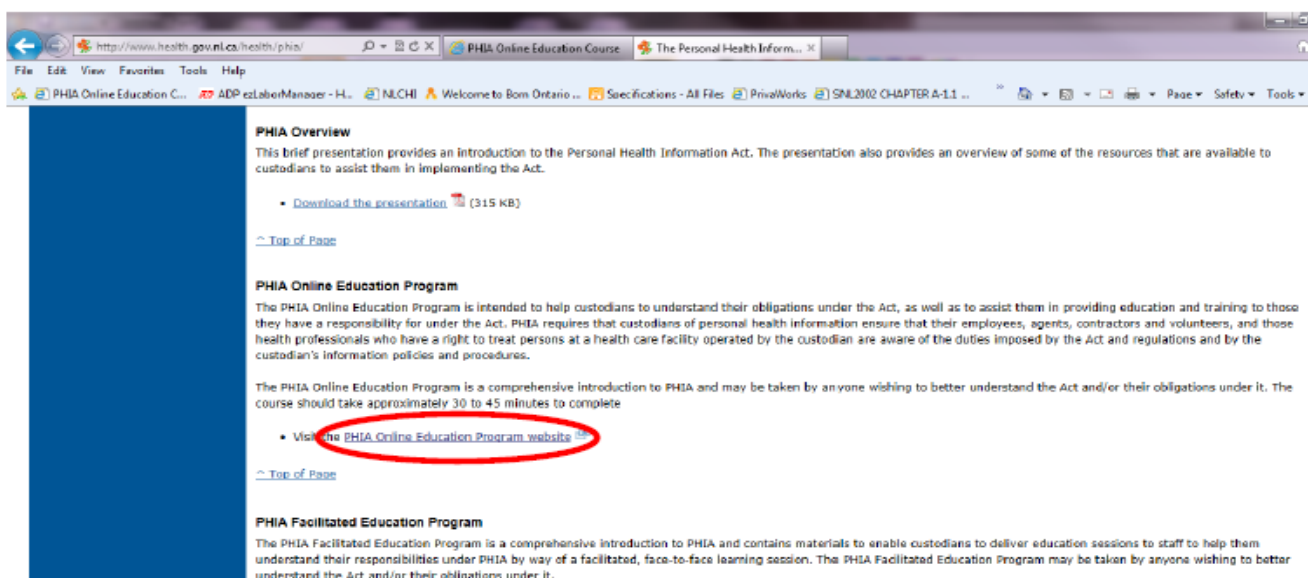 http://www.health.gov.nl.ca/health/phia/
PHIA Online Education Course
The Personal Health Inform...
File Edit View Favorites Tools Help
PHIA Online Education C... ADP ezLaborManager - H... NLCHI Welcome to Born Ontario ... Specifications - All Files PrivaWorks SNL2002 CHAPTER A-1.1 ... Page Safety Tools
PHIA Overview
This brief presentation provides an introduction to the Personal Health Information Act. The presentation also provides an overview of some of the resources that are available to
custodians to assist them in implementing the Act.
• Download the presentation (315 KB)
^ Top of Page
PHIA Online Education Program
The PHIA Online Education Program is intended to help custodians to understand their obligations under the Act, as well as to assist them in providing education and training to those
they have a responsibility for under the Act. PHIA requires that custodians of personal health information ensure that their employees, agents, contractors and volunteers, and those
health professionals who have a right to treat persons at a health care facility operated by the custodian are aware of the duties imposed by the Act and regulations and by the
custodian's information policies and procedures.
The PHIA Online Education Program is a comprehensive introduction to PHIA and may be taken by anyone wishing to better understand the Act and/or their obligations under it. The
course should take approximately 30 to 45 minutes to complete
• Visit the PHIA Online Education Program website
^ Top of Page
PHIA Facilitated Education Program
The PHIA Facilitated Education Program is a comprehensive introduction to PHIA and contains materials to enable custodians to deliver education sessions to staff to help them
understand their responsibilities under PHIA by way of a facilitated, face-to-face learning session. The PHIA Facilitated Education Program may be taken by anyone wishing to better
understand the Act and/or their obligations under it.